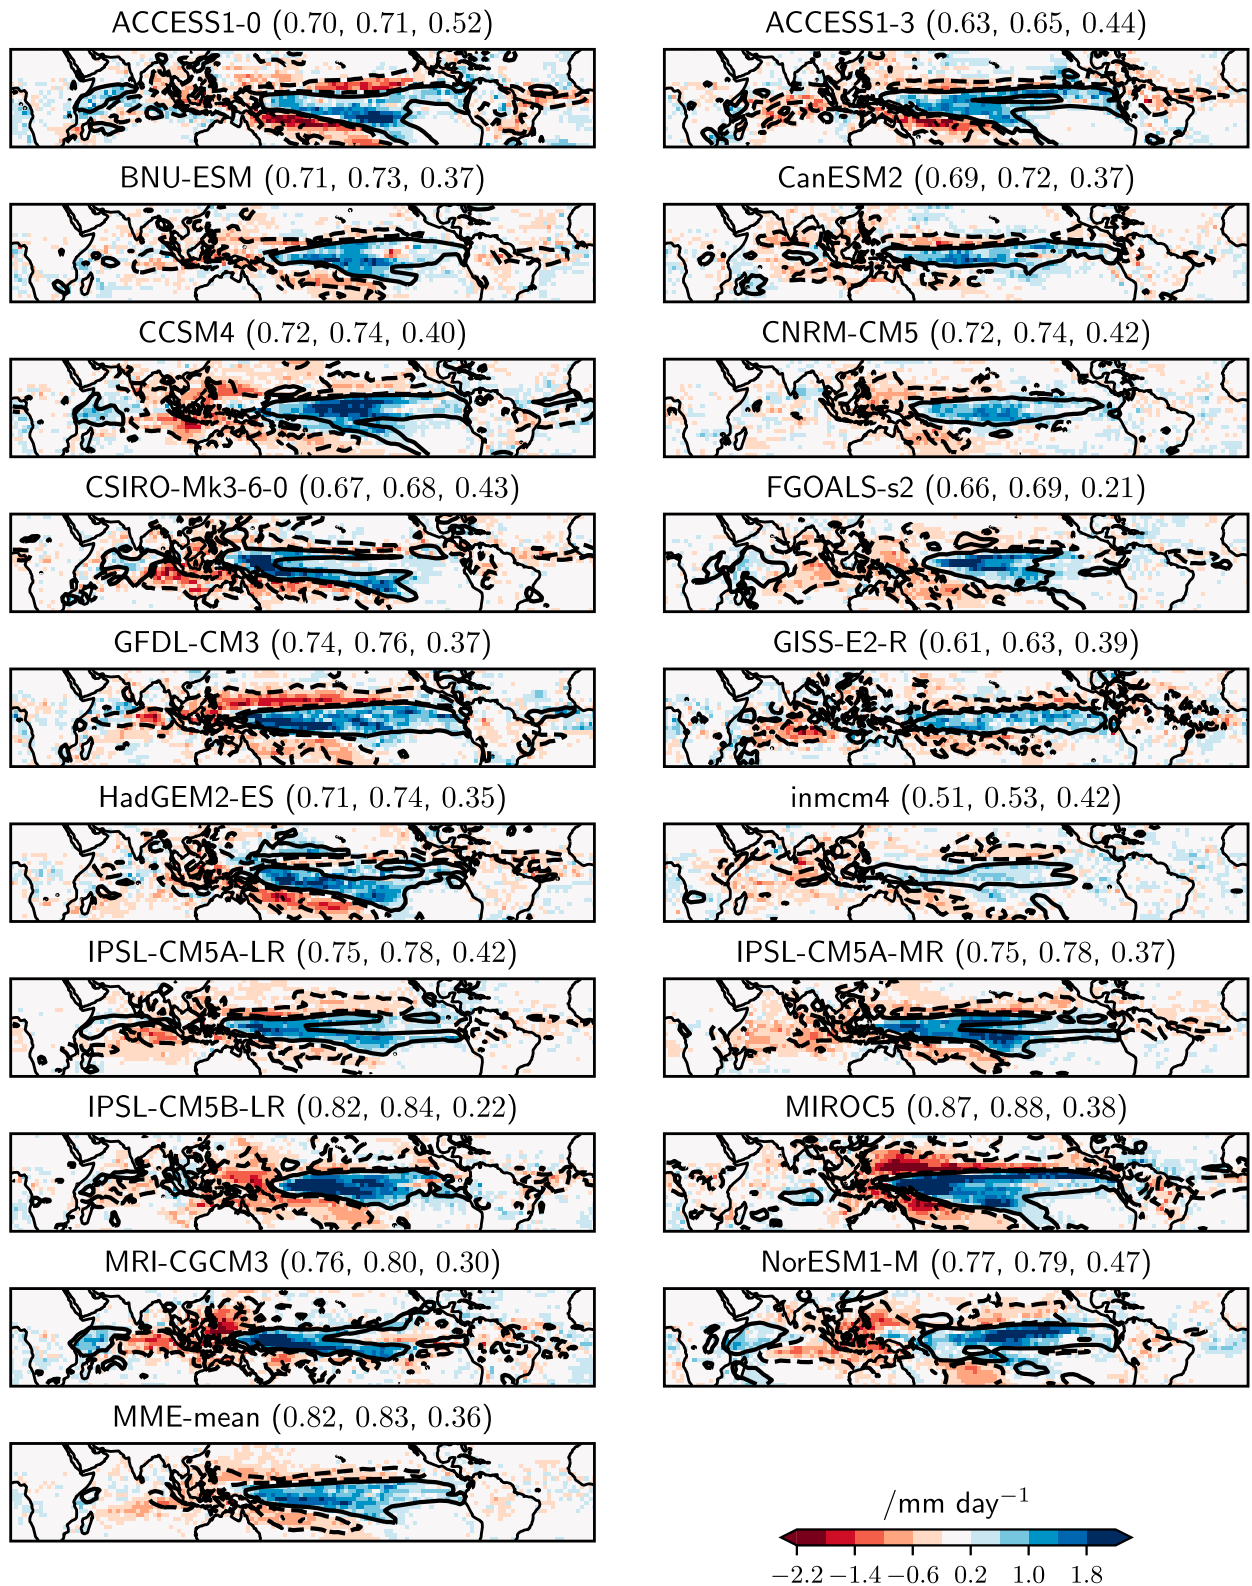 ACCESS1-0 (0.70, 0.71, 0.52)
ACCESS1-3 (0.63, 0.65, 0.44)
BNU-ESM (0.71, 0.73, 0.37)
CanESM2 (0.69, 0.72, 0.37)
CCSM4 (0.72, 0.74, 0.40)
CNRM-CM5 (0.72, 0.74, 0.42)
CSIRO-Mk3-6-0 (0.67, 0.68, 0.43)
FGOALS-s2 (0.66, 0.69, 0.21)
GFDL-CM3 (0.74, 0.76, 0.37)
GISS-E2-R (0.61, 0.63, 0.39)
HadGEM2-ES (0.71, 0.74, 0.35)
inmcm4 (0.51, 0.53, 0.42)
IPSL-CM5A-LR (0.75, 0.78, 0.42)
IPSL-CM5A-MR (0.75, 0.78, 0.37)
IPSL-CM5B-LR (0.82, 0.84, 0.22)
MIROC5 (0.87, 0.88, 0.38)
MRI-CGCM3 (0.76, 0.80, 0.30)
NorESM1-M (0.77, 0.79, 0.47)
MME-mean (0.82, 0.83, 0.36)
/mm day⁻¹
−2.2 −1.4 −0.6 0.2 1.0 1.8